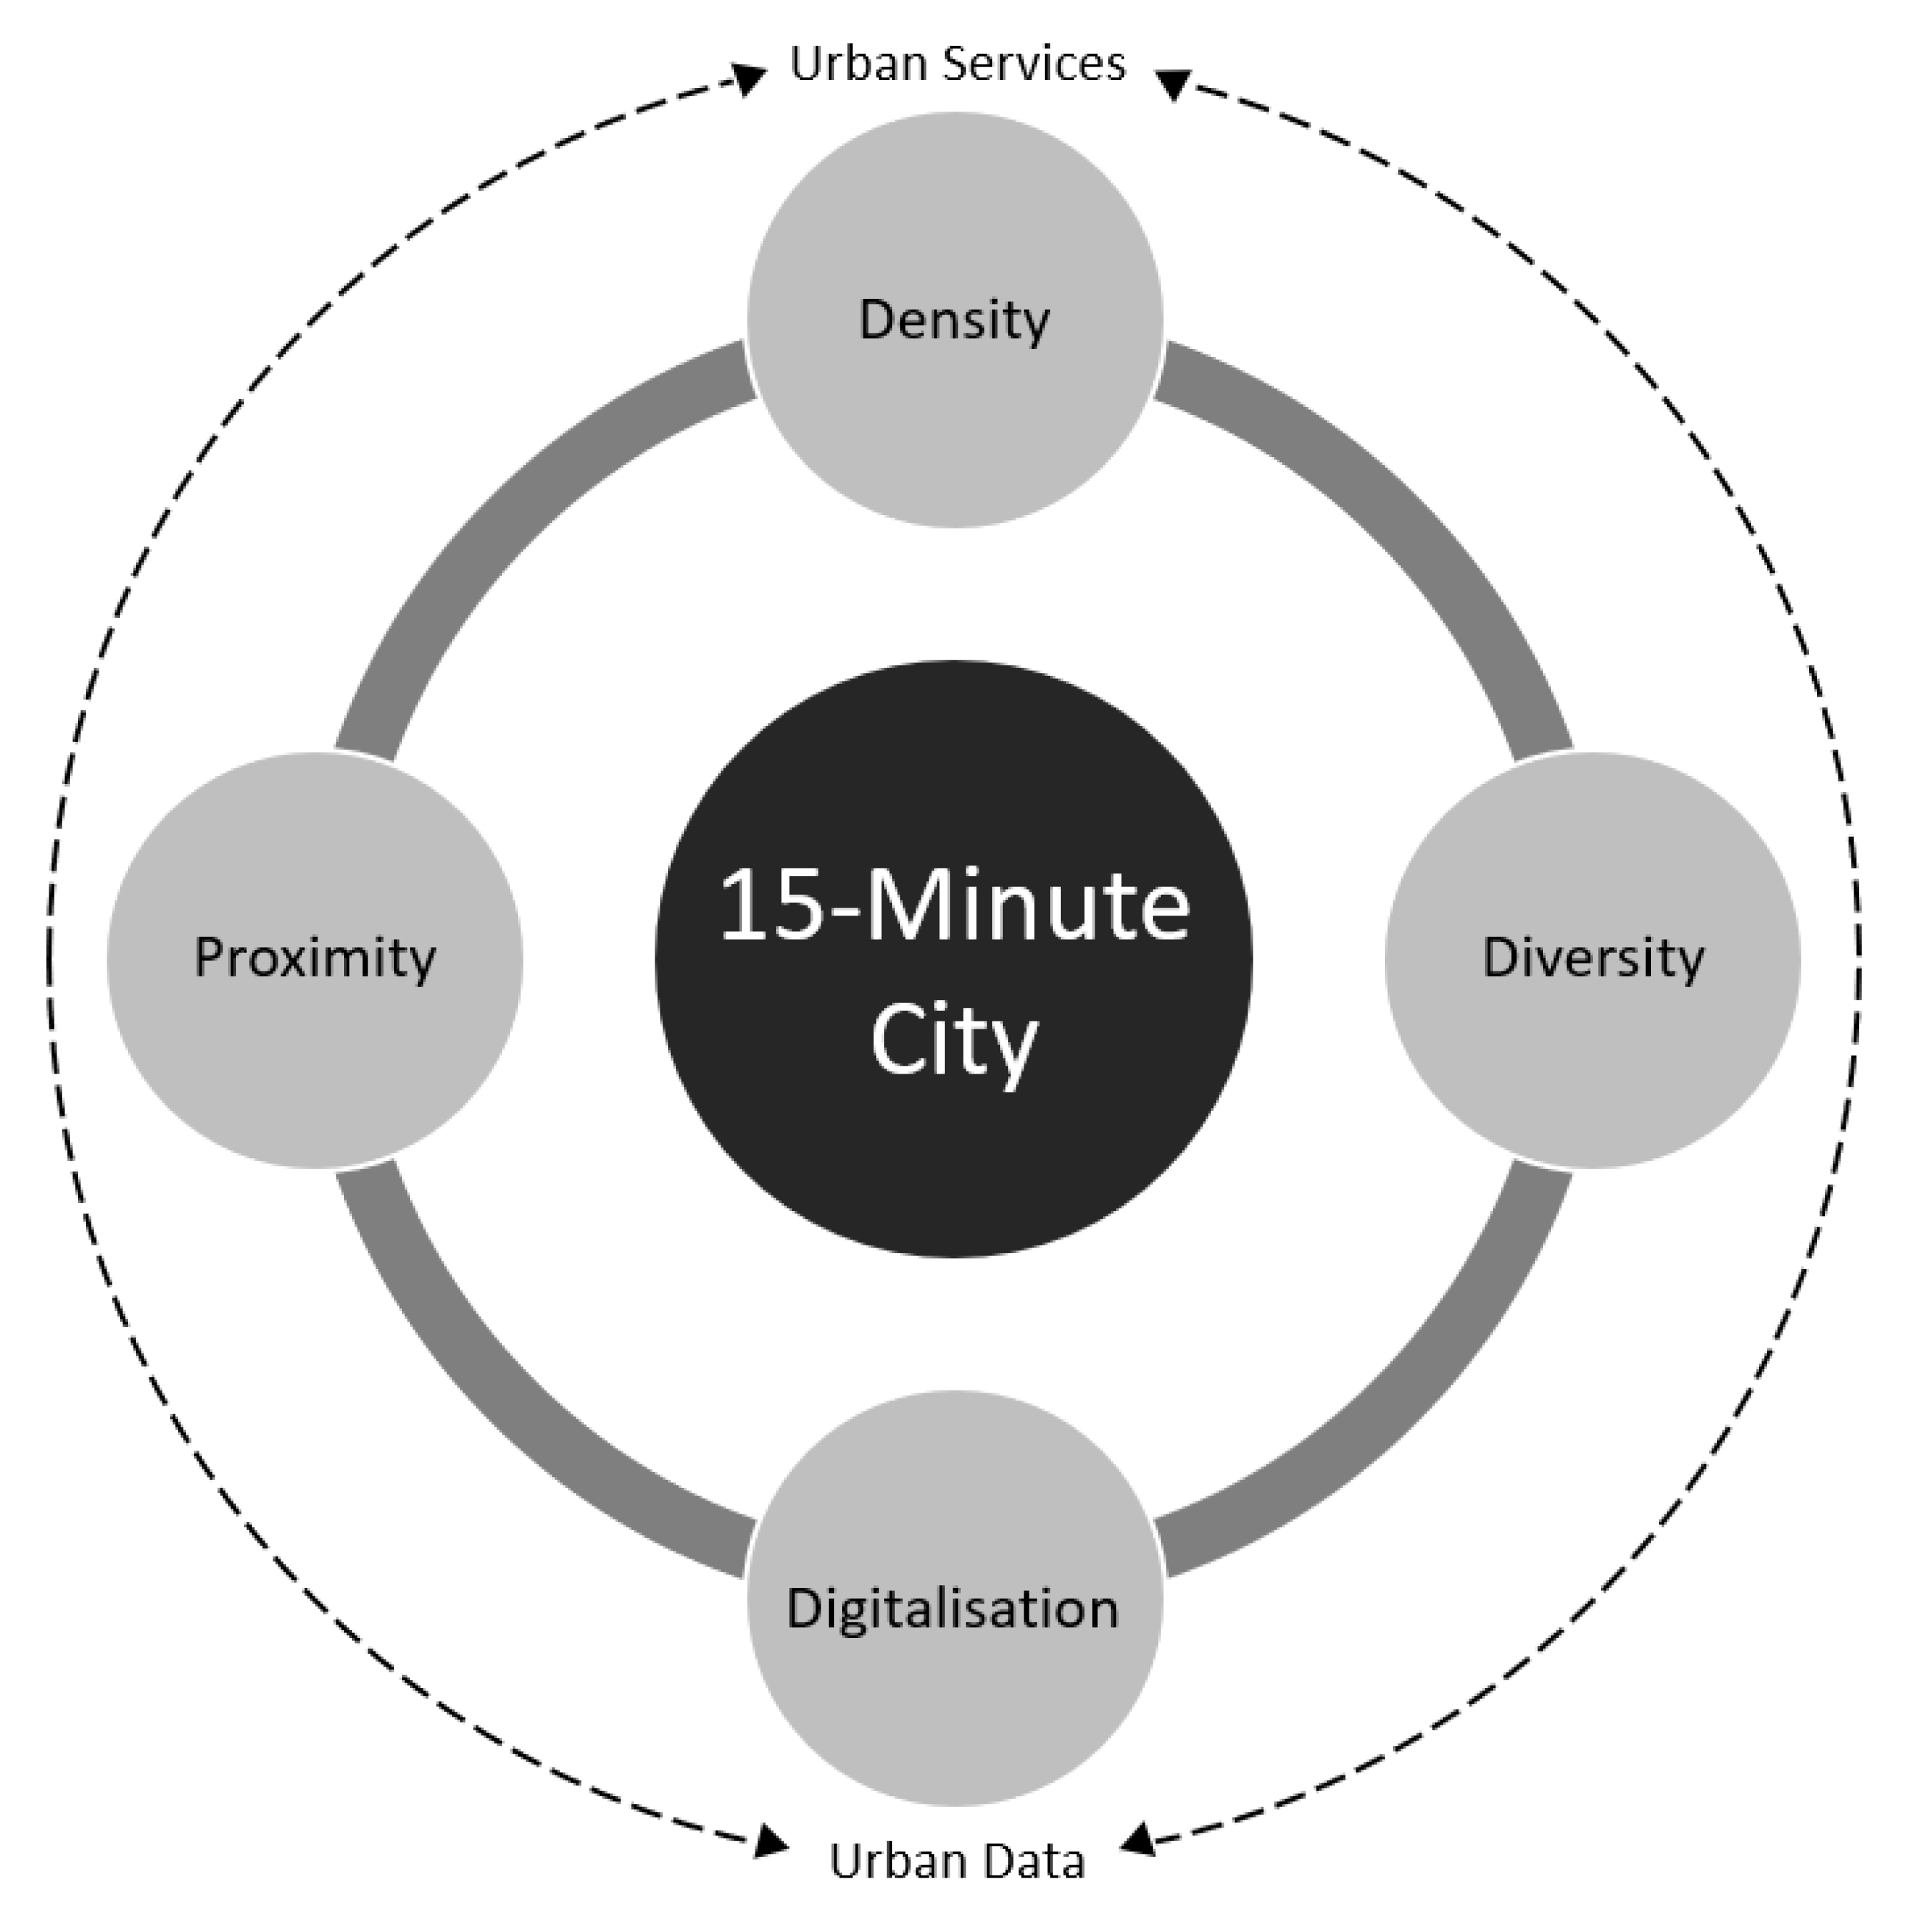 Urban Services
Density
Proximity
15-Minute
City
Diversity
Digitalisation
Urban Data